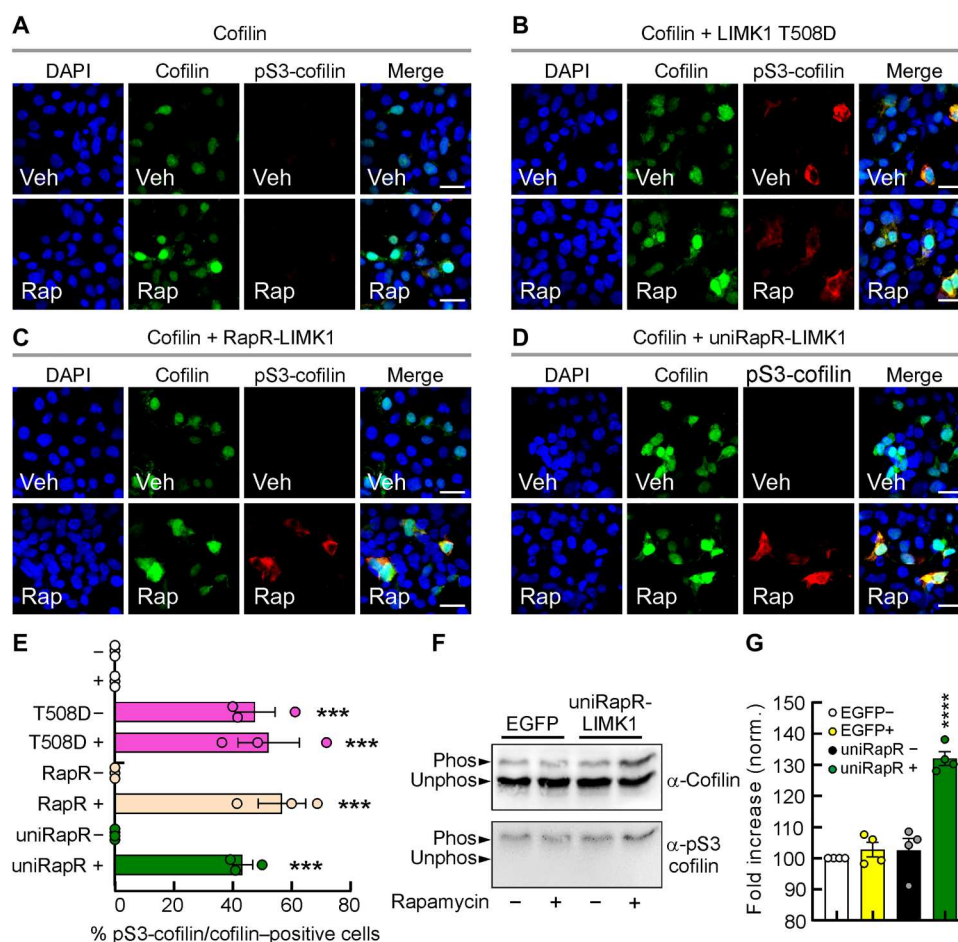 A
Cofilin
DAPI Cofilin pS3-cofilin Merge
Veh Veh Veh Veh
Rap Rap Rap Rap
B
Cofilin + LIMK1 T508D
DAPI Cofilin pS3-cofilin Merge
Veh Veh Veh Veh
Rap Rap Rap Rap
C
Cofilin + RapR-LIMK1
DAPI Cofilin pS3-cofilin Merge
Veh Veh Veh Veh
Rap Rap Rap Rap
D
Cofilin + uniRapR-LIMK1
DAPI Cofilin pS3-cofilin Merge
Veh Veh Veh Veh
Rap Rap Rap Rap
E
−
+
T508D− ***
T508D + ***
RapR−
RapR + ***
uniRapR−
uniRapR + ***
0 20 40 60 80
% pS3-cofilin/cofilin–positive cells
F
uniRapR-
EGFP LIMK1
Phos
Unphos
α-Cofilin
Phos
Unphos
α-pS3
cofilin
Rapamycin − + − +
G
Fold increase (norm.)
150
140
130
120
110
100
90
80
EGFP−
EGFP+
uniRapR −
uniRapR +
****